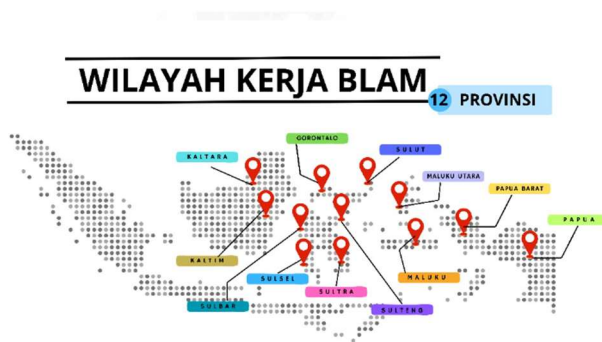 WILAYAH KERJA BLAM
12 PROVINSI
GORONTALO
KALTARA
SULUT
MALUKU UTARA
PAPUA BARAT
PAPUA
KALTIM
SULSEL
MALUKU
SULTRA
SULBAR
SULTENG